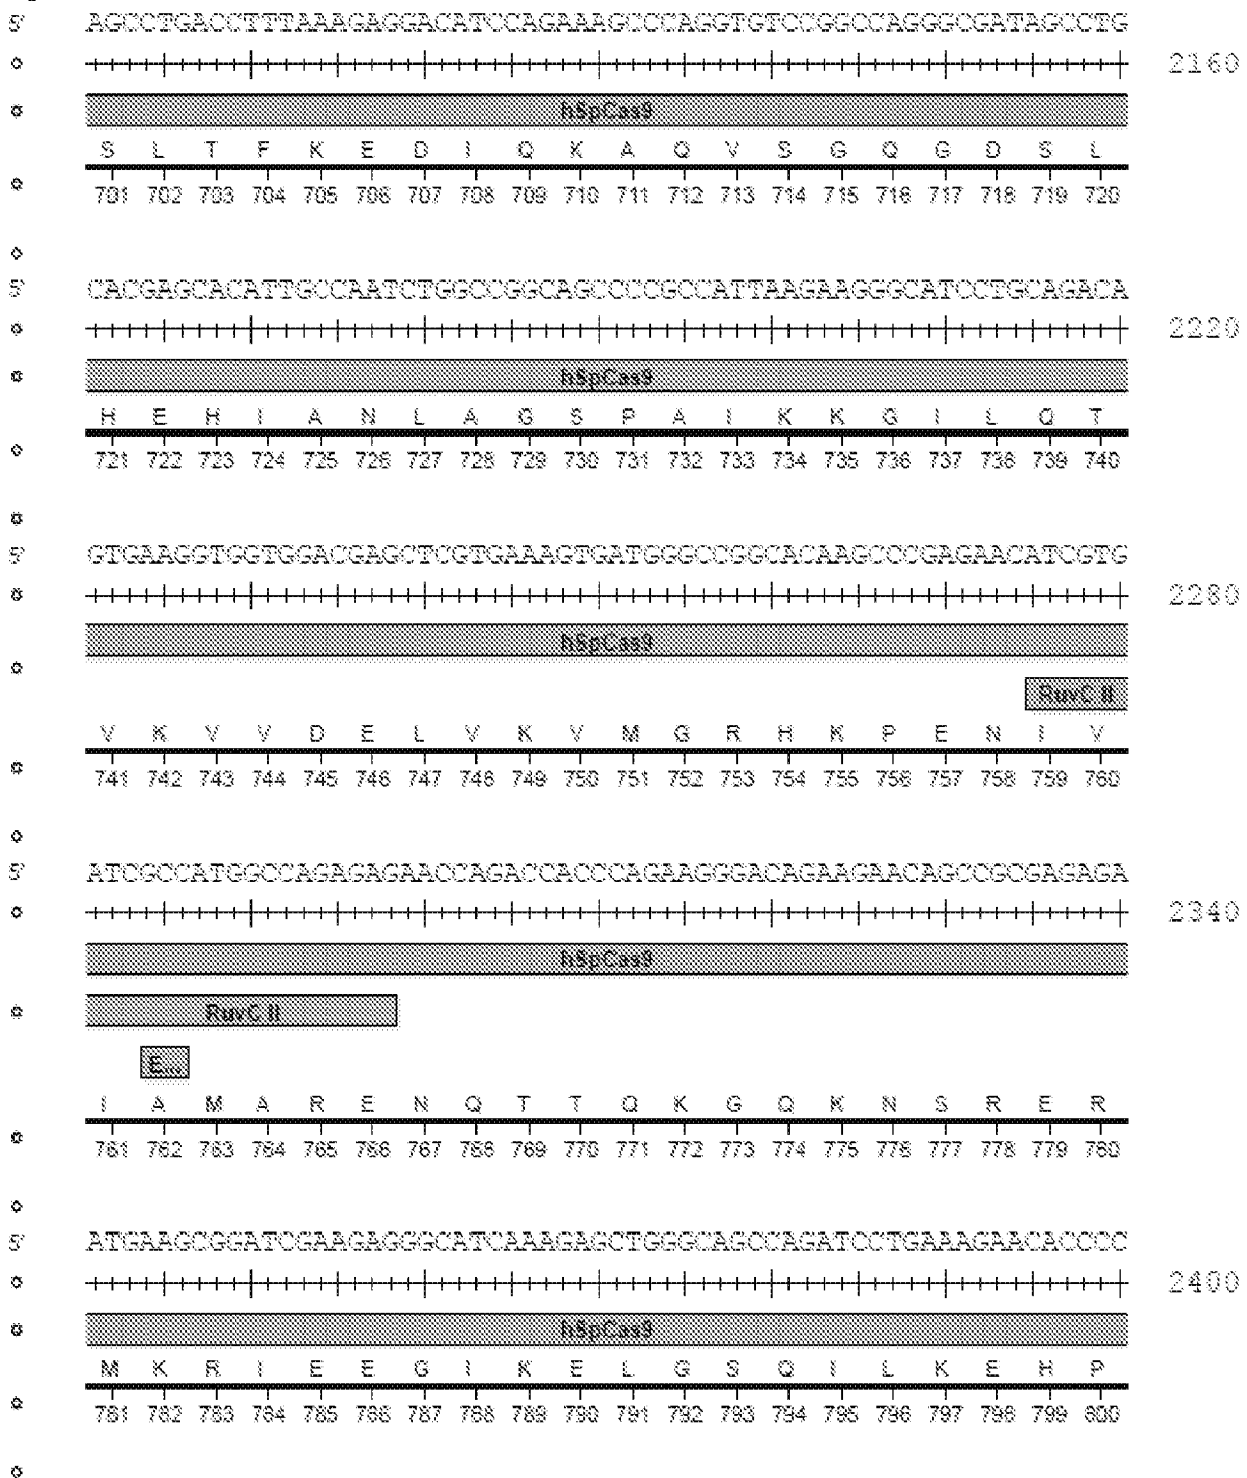 5' AGCCTGACCTTTAAAGAGGACATCCAGAAAGCCCAGGTGTCCGGCCAGGGCGATAGCCTG
2160
hSpCas9
S L T F K E D I Q K A Q V S G Q G D S L
701 702 703 704 705 706 707 708 709 710 711 712 713 714 715 716 717 718 719 720
5' CACGAGCACATTGCCAATCTGGCCGGCAGCCCCGCCATTAAGAAGGGCATCCTGCAGACA
2220
hSpCas9
H E H I A N L A G S P A I K K G I L Q T
721 722 723 724 725 726 727 728 729 730 731 732 733 734 735 736 737 738 739 740
5' GTGAAGGTGGTGGACGAGCTCGTGAAAGTGATGGGCCGGCACAAGCCCGAGAACATCGTG
2280
hSpCas9
RuvC II
V K V V D E L V K V M G R H K P E N I V
741 742 743 744 745 746 747 748 749 750 751 752 753 754 755 756 757 758 759 760
5' ATCGCCATGGCCAGAGAGAACCAGACCACCCAGAAGGGACAGAAGAACAGCCGCGAGAGA
2340
hSpCas9
RuvC II
E...
I A M A R E N Q T T Q K G Q K N S R E R
761 762 763 764 765 766 767 768 769 770 771 772 773 774 775 776 777 778 779 780
5' ATGAAGCGGATCGAAGAGGGCATCAAAGAGCTGGGCAGCCAGATCCTGAAAGAACACCCC
2400
hSpCas9
M K R I E E G I K E L G S Q I L K E H P
781 782 783 784 785 786 787 788 789 790 791 792 793 794 795 796 797 798 799 800